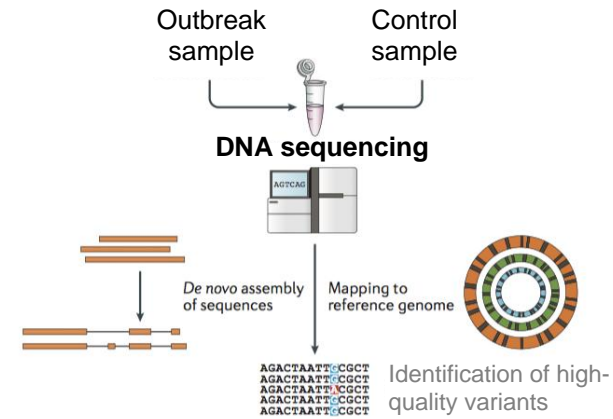 Outbreak
sample
Control
sample
DNA sequencing
AGTCAG
De novo assembly
of sequences
Mapping to
reference genome
AGACTAATTGCGCT
AGACTAATTGCGCT
AGACTAATTACGCT
AGACTAATTGCGCT
AGACTAATTGCGCT
Identification of high-
quality variants